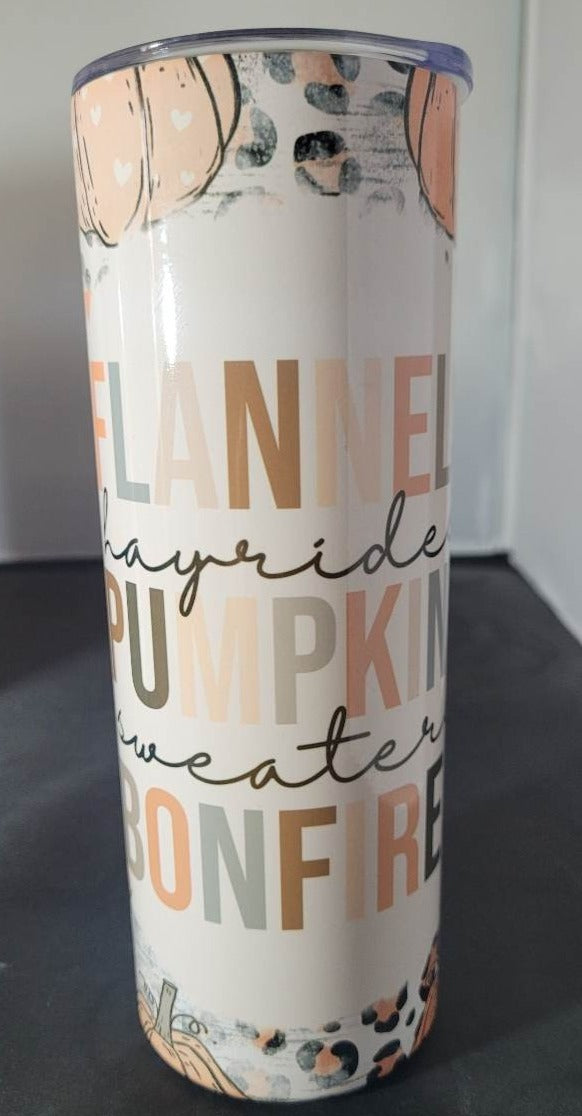 FLANNEL
hayride
PUMPKIN
sweater
BONFIRE